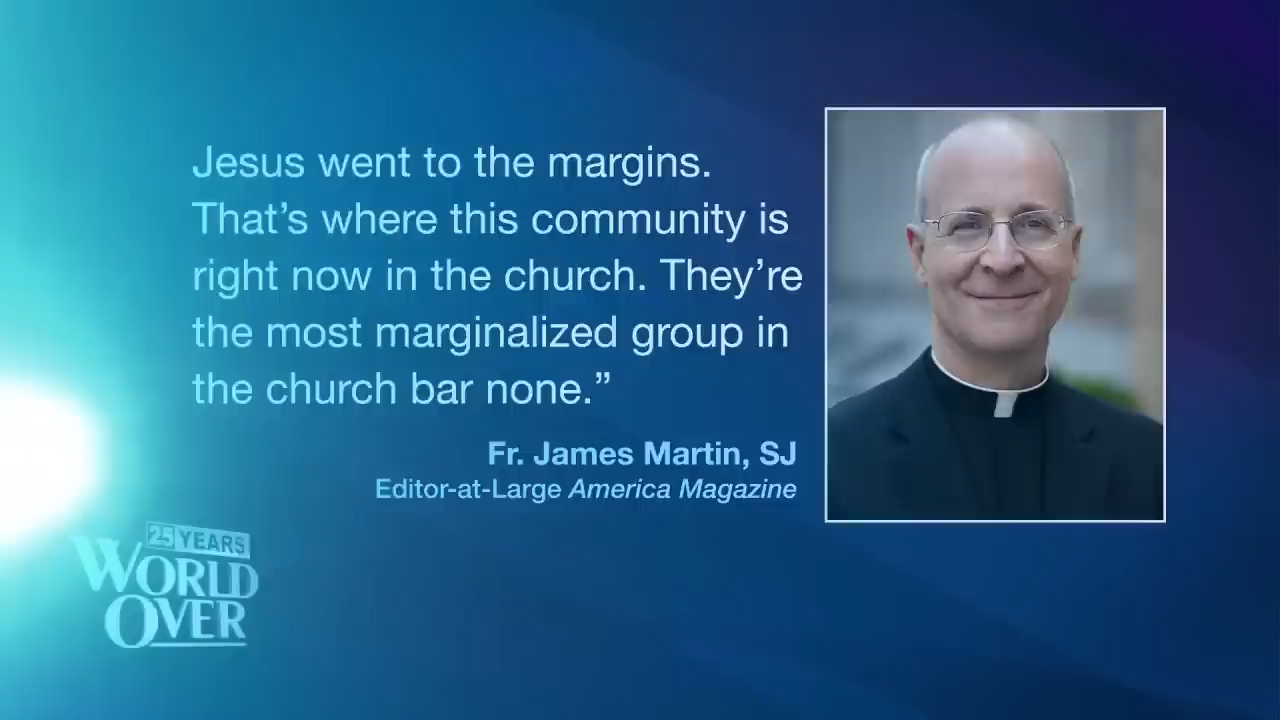 Jesus went to the margins.
That’s where this community is
right now in the church. They’re
the most marginalized group in
the church bar none.”
Fr. James Martin, SJ
Editor-at-Large America Magazine
25 YEARS
WORLD
OVER